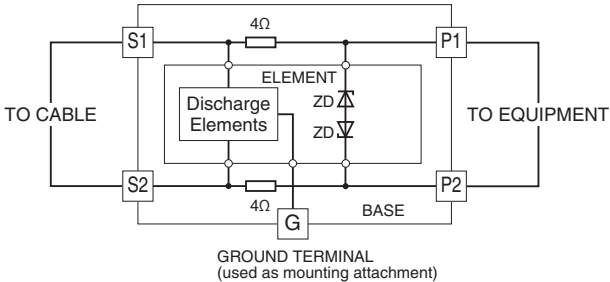 4Ω
S1
P1
ELEMENT
Discharge
Elements
ZD
ZD
TO CABLE
TO EQUIPMENT
S2
P2
4Ω
BASE
G
GROUND TERMINAL
(used as mounting attachment)